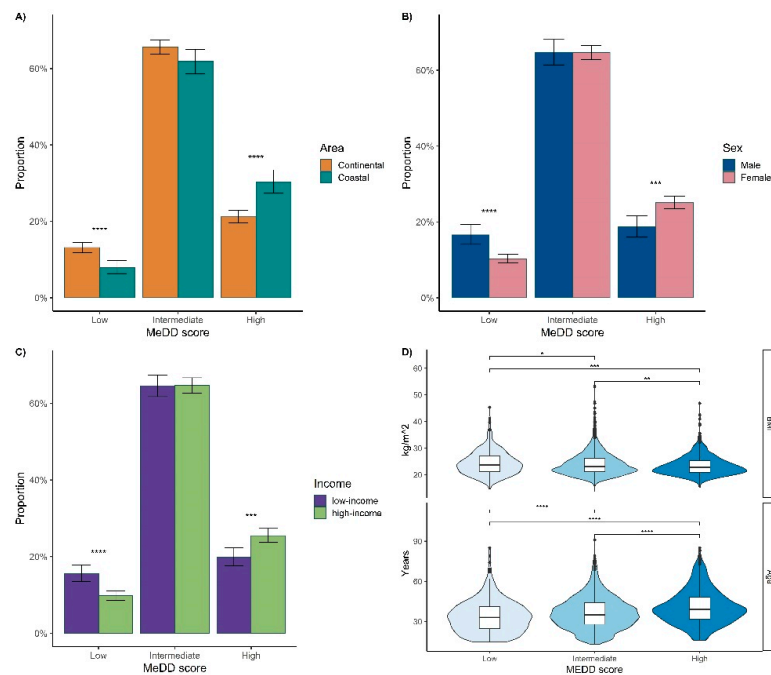 A)
60%
40%
20%
0%
Proportion
****
****
Low
Intermediate
High
MeDD score
Area
Continental
Coastal
B)
60%
40%
20%
0%
Proportion
****
***
Low
Intermediate
High
MeDD score
Sex
Male
Female
C)
60%
40%
20%
0%
Proportion
****
***
Low
Intermediate
High
MeDD score
Income
low-income
high-income
D)
*
***
**
60
50
40
30
20
kg/m^2
BMI
****
****
****
90
60
30
Years
Age
Low
Intermediate
High
MEDD score